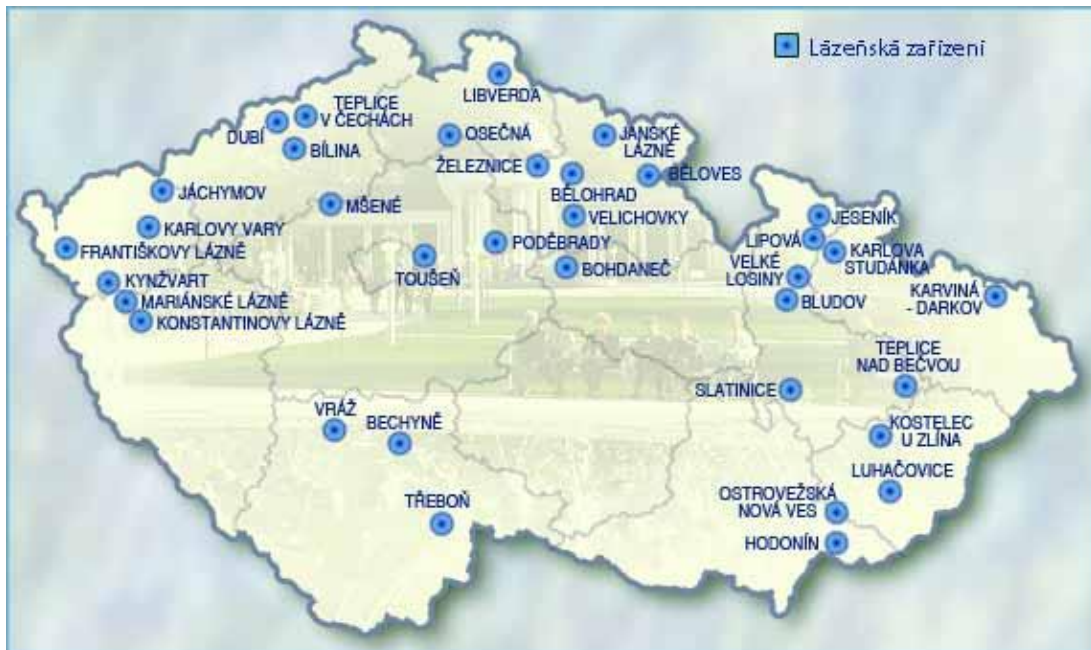 Lázeňská zařízení
LIBVERDA
TEPLICE
V ČECHÁCH
DUBÍ
BÍLINA
OSEČNÁ
JANSKÉ
LÁZNĚ
ŽELEZNICE
BĚLOHRAD
BĚLOVES
JÁCHYMOV
MŠENÉ
VELICHOVKY
JESENÍK
KARLOVY VARY
FRANTIŠKOVY LÁZNĚ
PODĚBRADY
LIPOVÁ
KARLOVA
STUDÁNKA
TOUŠEŇ
BOHDANEČ
VELKÉ
LOSINY
KYNŽVART
MARIÁNSKÉ LÁZNĚ
BLUDOV
KARVINÁ
- DARKOV
KONSTANTINOVY LÁZNĚ
TEPLICE
NAD BEČVOU
SLATINICE
VRÁŽ
BECHYNĚ
KOSTELEC
U ZLÍNA
LUHAČOVICE
TŘEBOŇ
OSTROVEŽSKÁ
NOVÁ VES
HODONÍN